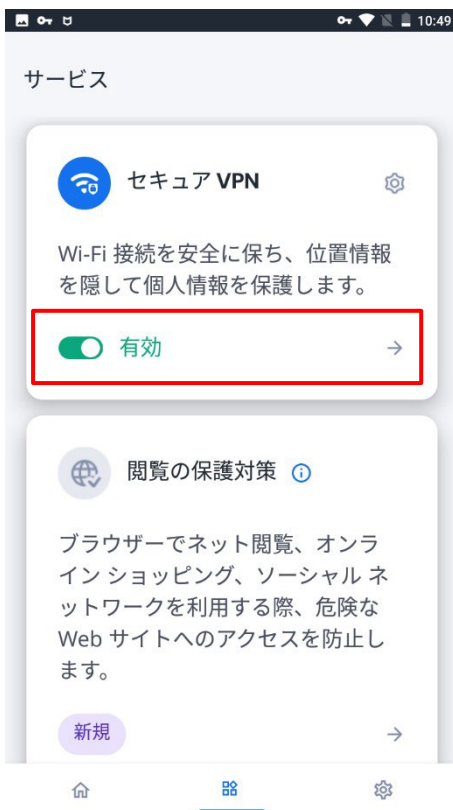 10:49
サービス
セキュア VPN
Wi-Fi 接続を安全に保ち、位置情報
を隠して個人情報を保護します。
有効
閲覧の保護対策
ブラウザーでネット閲覧、オンラ
イン ショッピング、ソーシャル ネ
ットワークを利用する際、危険な
Web サイトへのアクセスを防止し
ます。
新規